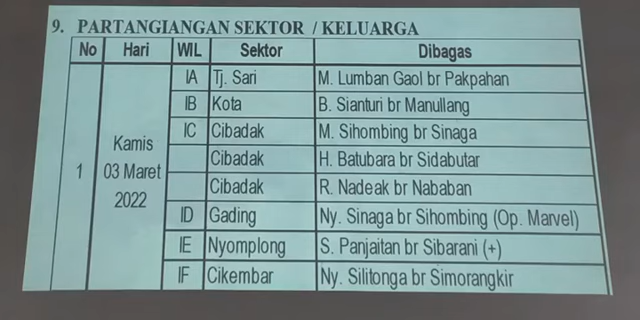 9. PARTANGIANGAN SEKTOR / KELUARGA
No Hari WIL Sektor Dibagas
1 Kamis 03 Maret 2022 IA Tj. Sari M. Lumban Gaol br Pakpahan
IB Kota B. Sianturi br Manullang
IC Cibadak M. Sihombing br Sinaga
Cibadak H. Batubara br Sidabutar
Cibadak R. Nadeak br Nababan
ID Gading Ny. Sinaga br Sihombing (Op. Marvel)
IE Nyomplong S. Panjaitan br Sibarani (+)
IF Cikembar Ny. Silitonga br Simorangkir